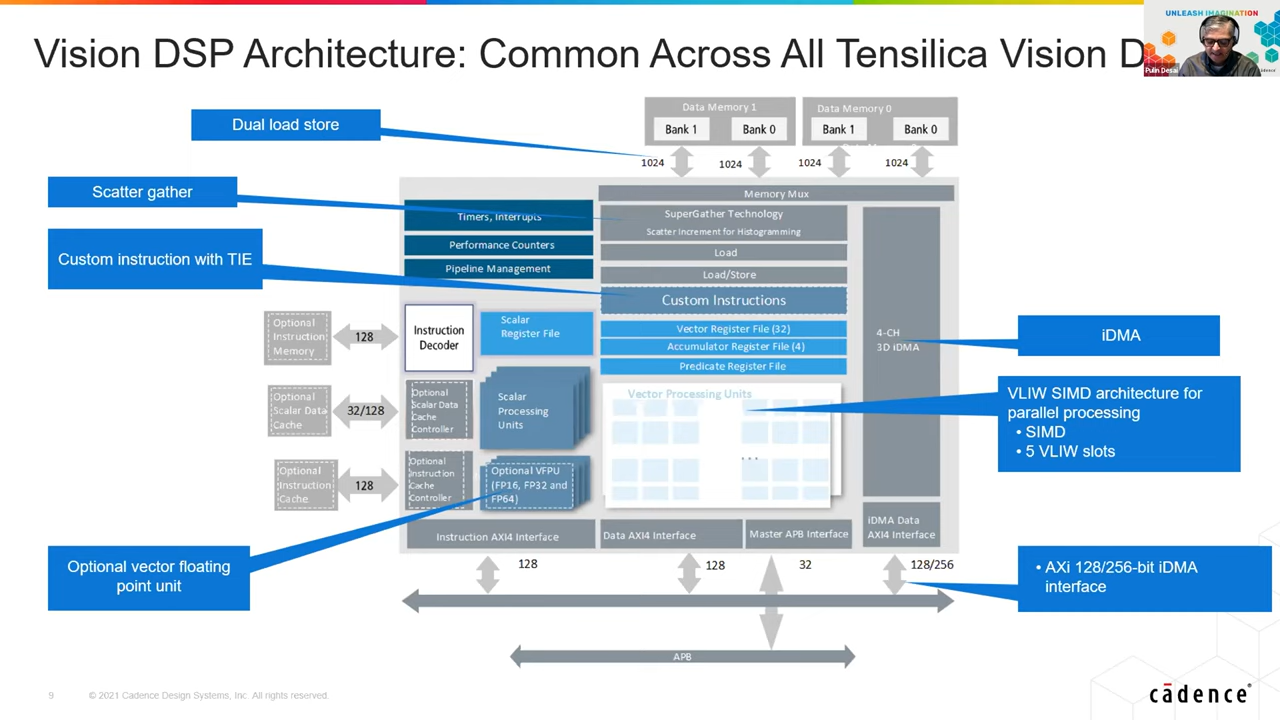 UNLEASH IMAGINATION
Vision DSP Architecture: Common Across All Tensilica Vision D
Pulin Desai
cadence
Dual load store
Scatter gather
Custom instruction with TIE
Optional vector floating
point unit
Data Memory 1
Bank 1
Bank 0
Data Memory 0
Bank 1
Bank 0
1024
1024
1024
1024
Memory Mux
Timers, Interrupts
Performance Counters
Pipeline Management
SuperGather Technology
Scatter Increment for Histogramming
Load
Load/Store
Custom Instructions
Vector Register File (32)
Accumulator Register File (4)
Predicate Register File
Vector Processing Units
...
4-CH
3D iDMA
Optional
Instruction
Memory
128
Instruction
Decoder
Scalar
Register File
Optional
Scalar Data
Cache
32/128
Optional
Scalar Data
Cache
Controller
Scalar
Processing
Units
Optional
Instruction
Cache
128
Optional
Instruction
Cache
Controller
Optional VFPU
(FP16, FP32 and
FP64)
Instruction AXI4 Interface
Data AXI4 Interface
Master APB Interface
iDMA Data
AXI4 Interface
128
128
32
128/256
APB
iDMA
VLIW SIMD architecture for
parallel processing
• SIMD
• 5 VLIW slots
• AXi 128/256-bit iDMA
interface
9
© 2021 Cadence Design Systems, Inc. All rights reserved.
cādence®